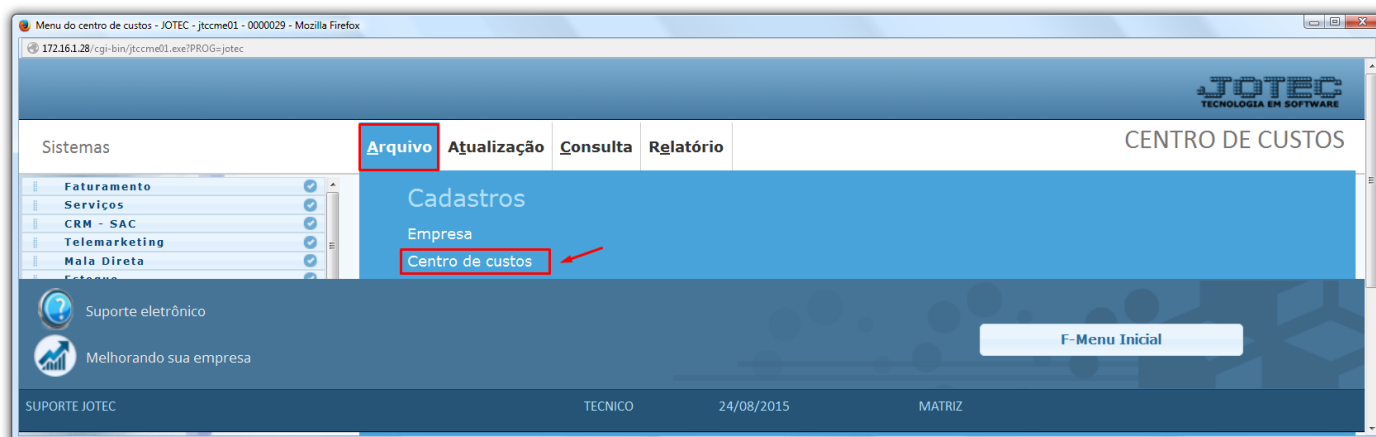 Menu do centro de custos - JOTEC - jtccme01 - 0000029 - Mozilla Firefox
172.16.1.28/cgi-bin/jtccme01.exe?PROG=jotec
JOTEC
TECNOLOGIA EM SOFTWARE
Sistemas
Arquivo Atualização Consulta Relatório
CENTRO DE CUSTOS
Faturamento
Serviços
CRM - SAC
Telemarketing
Mala Direta
Estoque
Cadastros
Empresa
Centro de custos
Suporte eletrônico
Melhorando sua empresa
F-Menu Inicial
SUPORTE JOTEC TECNICO 24/08/2015 MATRIZ